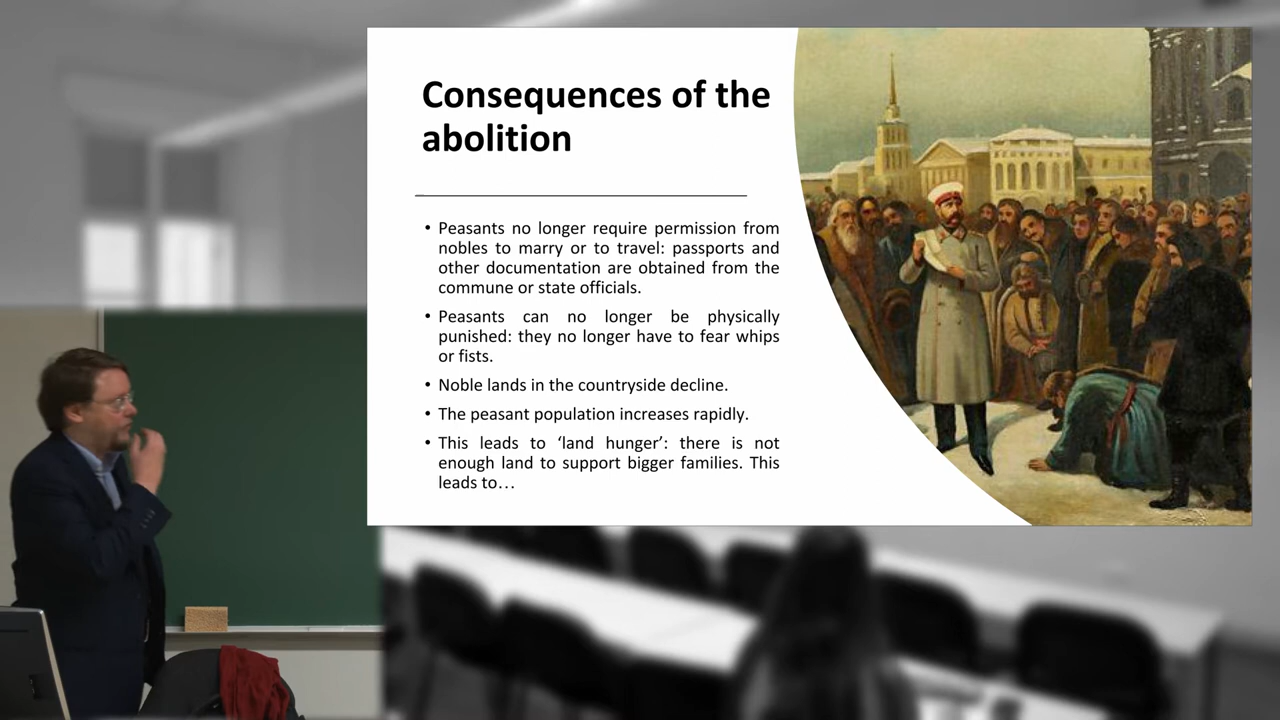 Consequences of the
abolition
• Peasants no longer require permission from
nobles to marry or to travel: passports and
other documentation are obtained from the
commune or state officials.
• Peasants can no longer be physically
punished: they no longer have to fear whips
or fists.
• Noble lands in the countryside decline.
• The peasant population increases rapidly.
• This leads to ‘land hunger’: there is not
enough land to support bigger families. This
leads to…